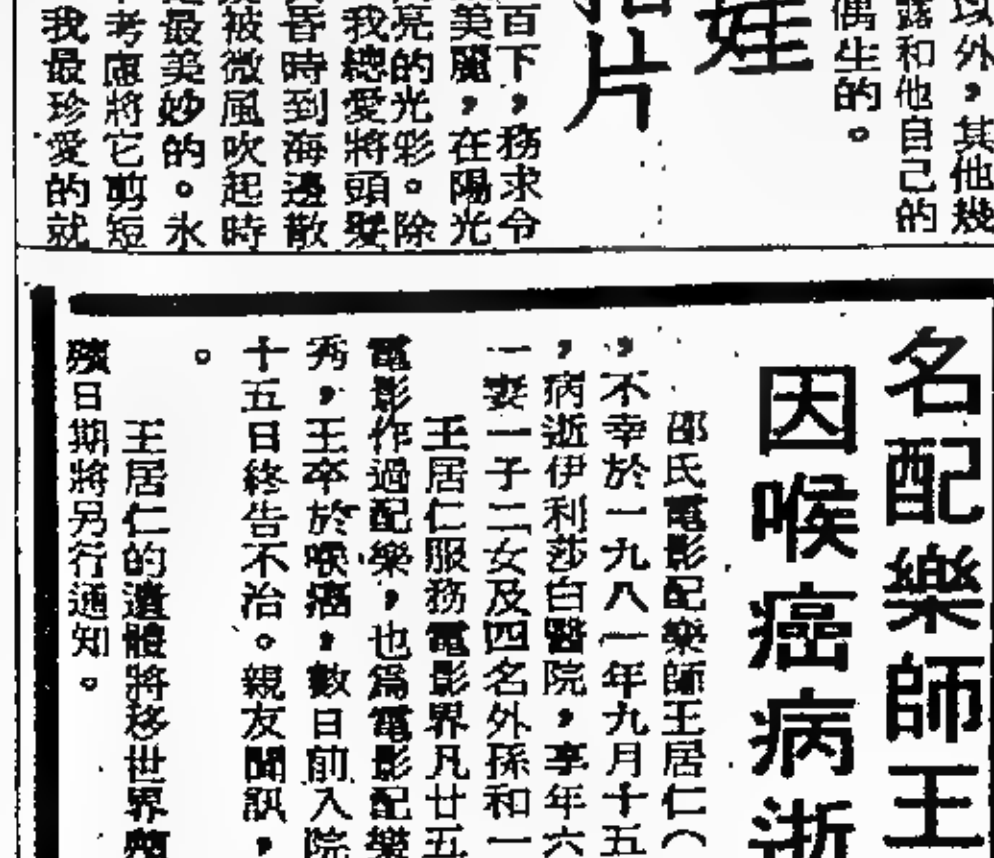 以外，其他幾
露和他自己的
偶生的。
娃
片
百下，務求令
美麗，在陽光
亮的光彩。除
我總愛將頭髮
昏時到海邊散
被微風吹起時
最美妙的。永
考慮將它剪短
我最珍愛的就
名配樂師王
因喉癌病逝
邵氏電影配樂師王居仁（
，不幸於一九八一年九月十五
，病逝伊利莎白醫院，享年六
一妻一子二女及四名外孫和一
王居仁服務電影界凡廿五
電影作過配樂，也為電影配樂
秀，王卒於喉癌，數日前入院
十五日終告不治。親友聞訊，
。
王居仁的遺體將移世界殯
殯日期將另行通知。